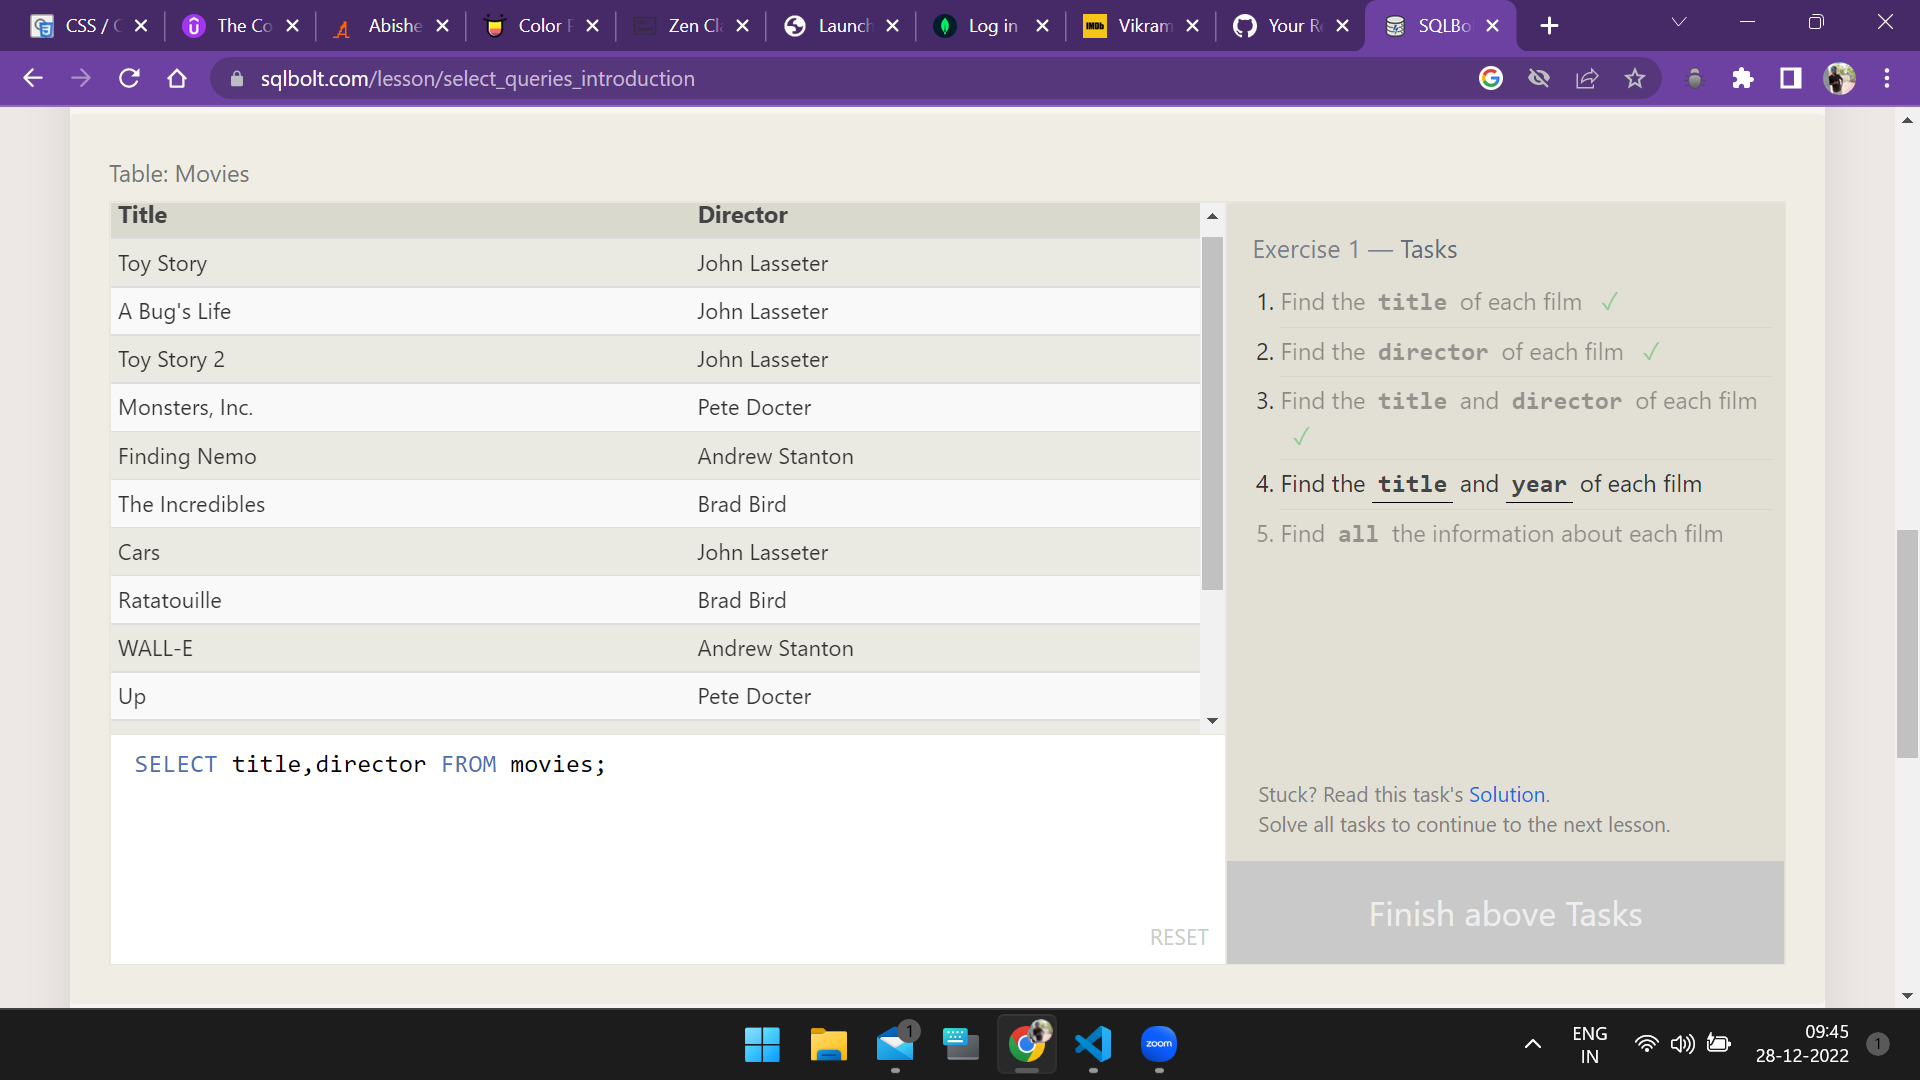 CSS / C
The Co
Abishe
Color F
Zen Cla
Launch
Log in
IMDb
Vikram
Your Re
SQLBo
sqlbolt.com/lesson/select_queries_introduction
Table: Movies
Title Director
Toy Story John Lasseter
A Bug's Life John Lasseter
Toy Story 2 John Lasseter
Monsters, Inc. Pete Docter
Finding Nemo Andrew Stanton
The Incredibles Brad Bird
Cars John Lasseter
Ratatouille Brad Bird
WALL-E Andrew Stanton
Up Pete Docter
SELECT title,director FROM movies;
RESET
Exercise 1 — Tasks
1. Find the title of each film ✓
2. Find the director of each film ✓
3. Find the title and director of each film
✓
4. Find the title and year of each film
5. Find all the information about each film
Stuck? Read this task's Solution.
Solve all tasks to continue to the next lesson.
Finish above Tasks
1
zoom
ENG
IN
09:45
28-12-2022
1